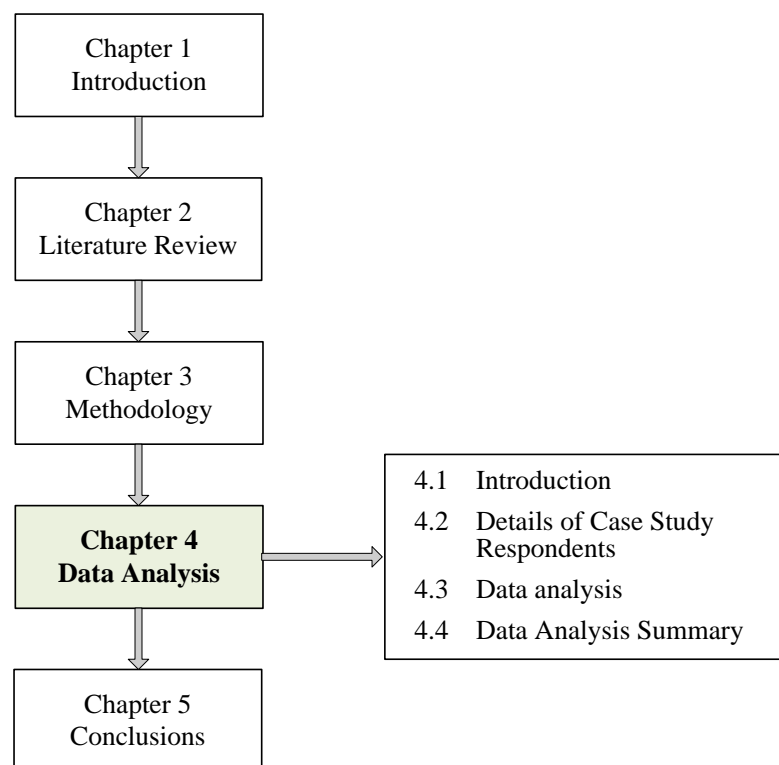 Chapter 1
Introduction
Chapter 2
Literature Review
Chapter 3
Methodology
Chapter 4
Data Analysis
4.1 Introduction
4.2 Details of Case Study
Respondents
4.3 Data analysis
4.4 Data Analysis Summary
Chapter 5
Conclusions